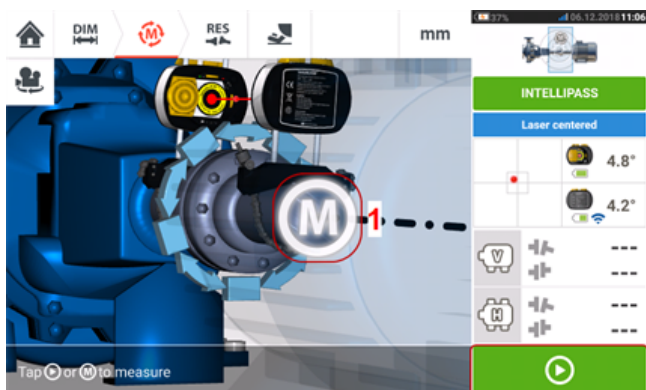 DIM
RES
mm
37%
06.12.2018 11:06
INTELLIPASS
Laser centered
4.8°
4.2°
M
1
V
---
---
H
---
---
Tap or M to measure